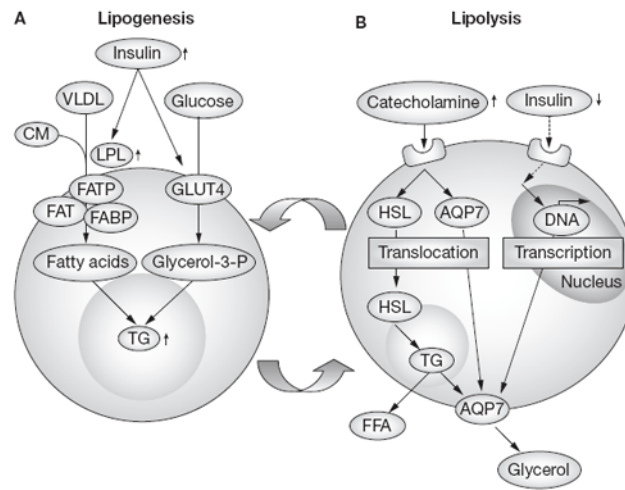 A
Lipogenesis
Insulin ↑
VLDL
Glucose
CM
LPL ↑
FATP
GLUT4
FAT
FABP
Fatty acids
Glycerol-3-P
TG ↑
B
Lipolysis
Catecholamine ↑
Insulin ↓
HSL
AQP7
DNA
Translocation
Transcription
Nucleus
HSL
TG
FFA
AQP7
Glycerol